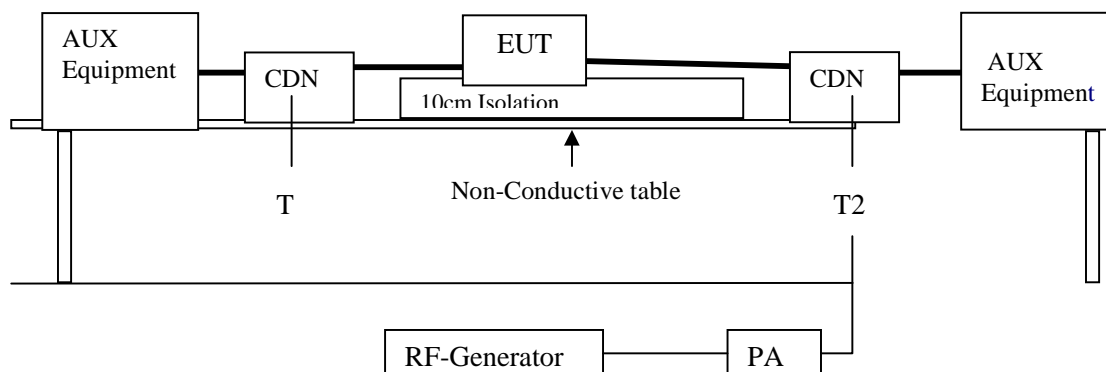 AUX
Equipment
CDN
EUT
10cm Isolation
CDN
AUX
Equipment
T
Non-Conductive table
T2
RF-Generator
PA